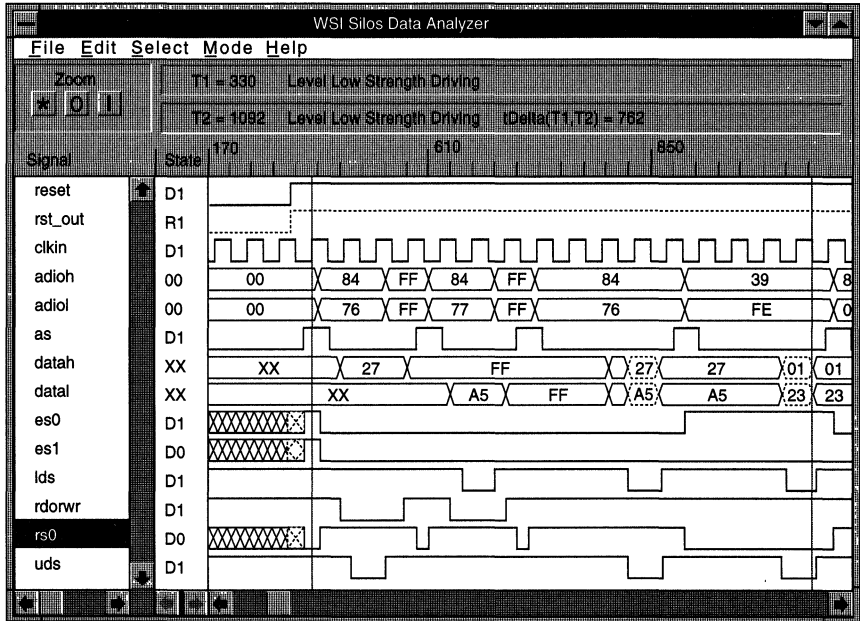 WSI Silos Data Analyzer
File Edit Select Mode Help
Zoom
* O I
T1 = 330 Level Low Strength Driving
T2 = 1092 Level Low Strength Driving tDelta(T1,T2) = 762
Signal State 170 610 850
reset D1
rst_out R1
clkin D1
adioh 00 00 84 FF 84 FF 84 39 8
adiol 00 00 76 FF 77 FF 76 FE 0
as D1
datah XX XX 27 FF 27 27 01 01
datal XX XX A5 FF A5 A5 23 23
es0 D1
es1 D0
lds D1
rdorwr D1
rs0 D0
uds D1